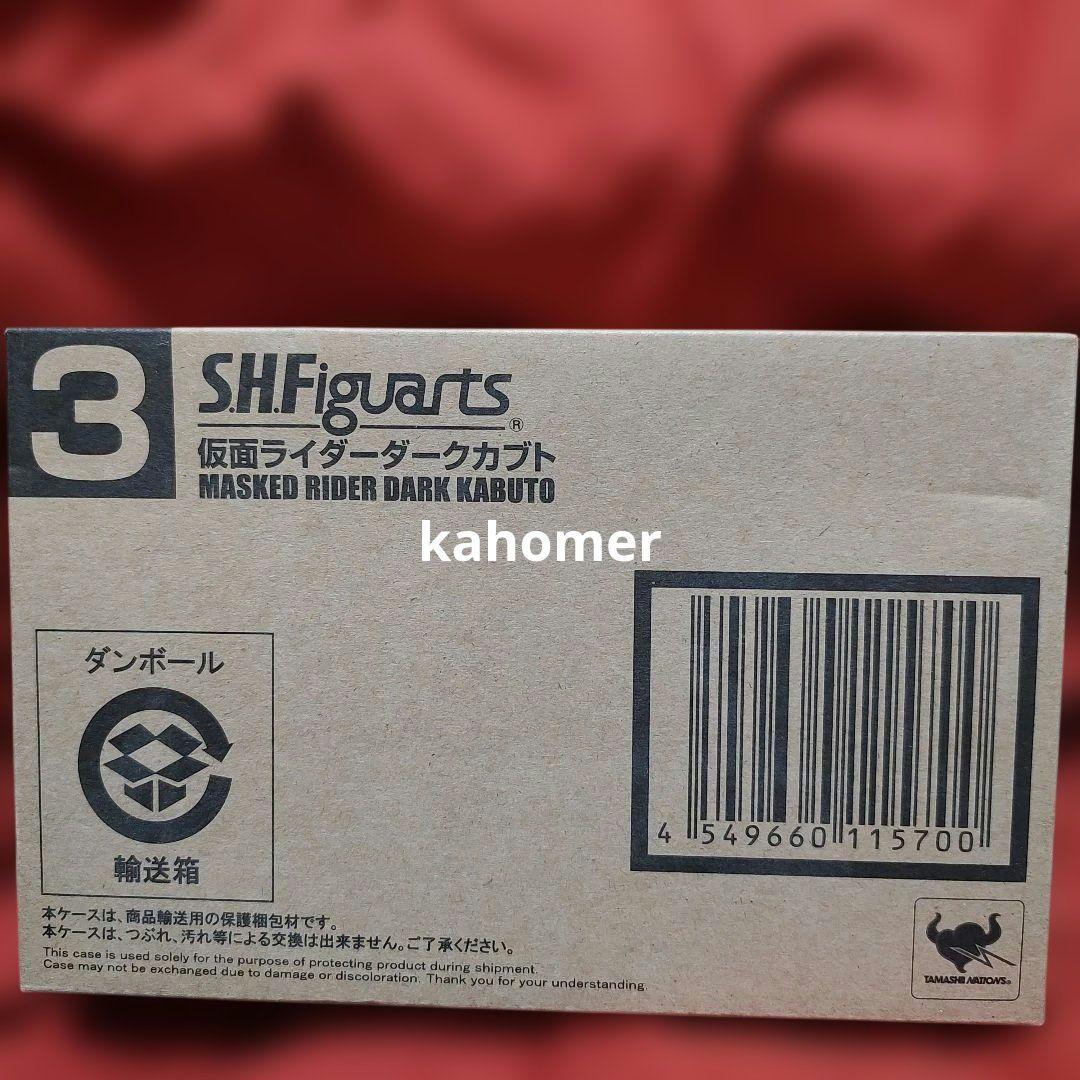 3
S.H.Figuarts®
仮面ライダーダークカブト
MASKED RIDER DARK KABUTO
kahomer
ダンボール
輸送箱
4 549660 115700
本ケースは、商品輸送用の保護梱包材です。
本ケースは、つぶれ、汚れ等による交換は出来ません。ご了承ください。
This case is used solely for the purpose of protecting product during shipment.
Case may not be exchanged due to damage or discoloration. Thank you for your understanding.
TAMASHII NATIONS®